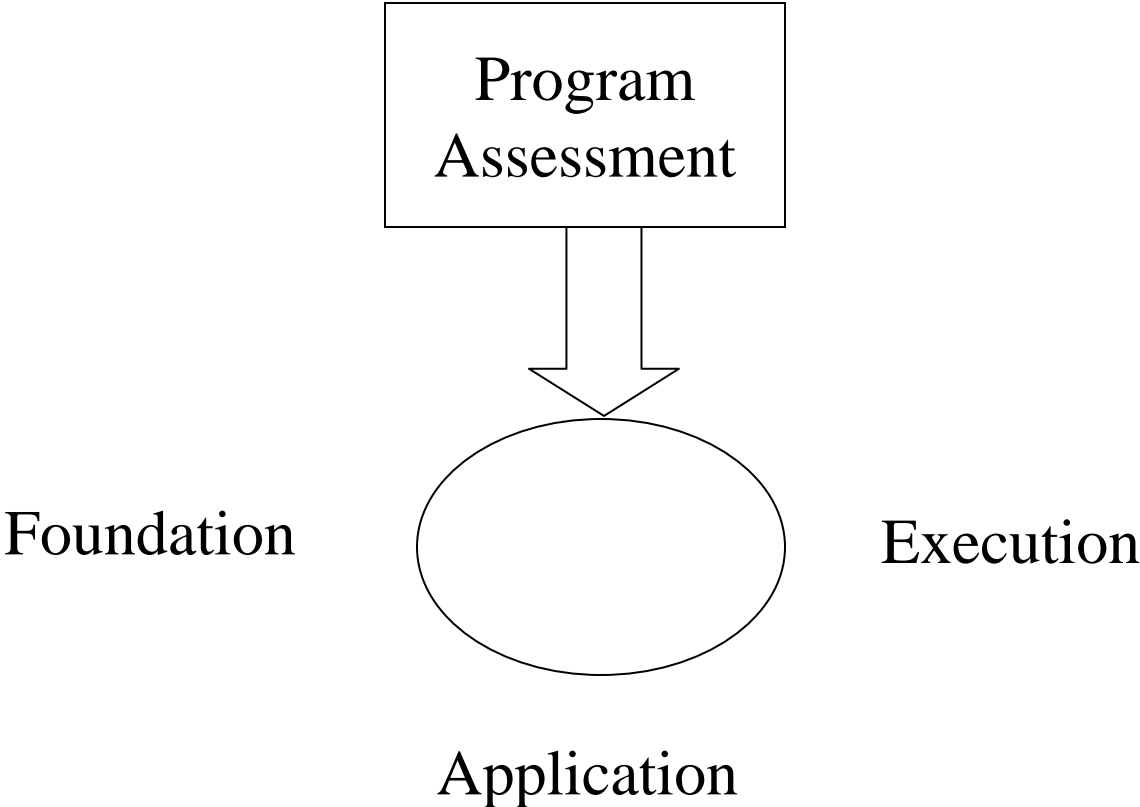 Program
Assessment
Foundation
Execution
Application